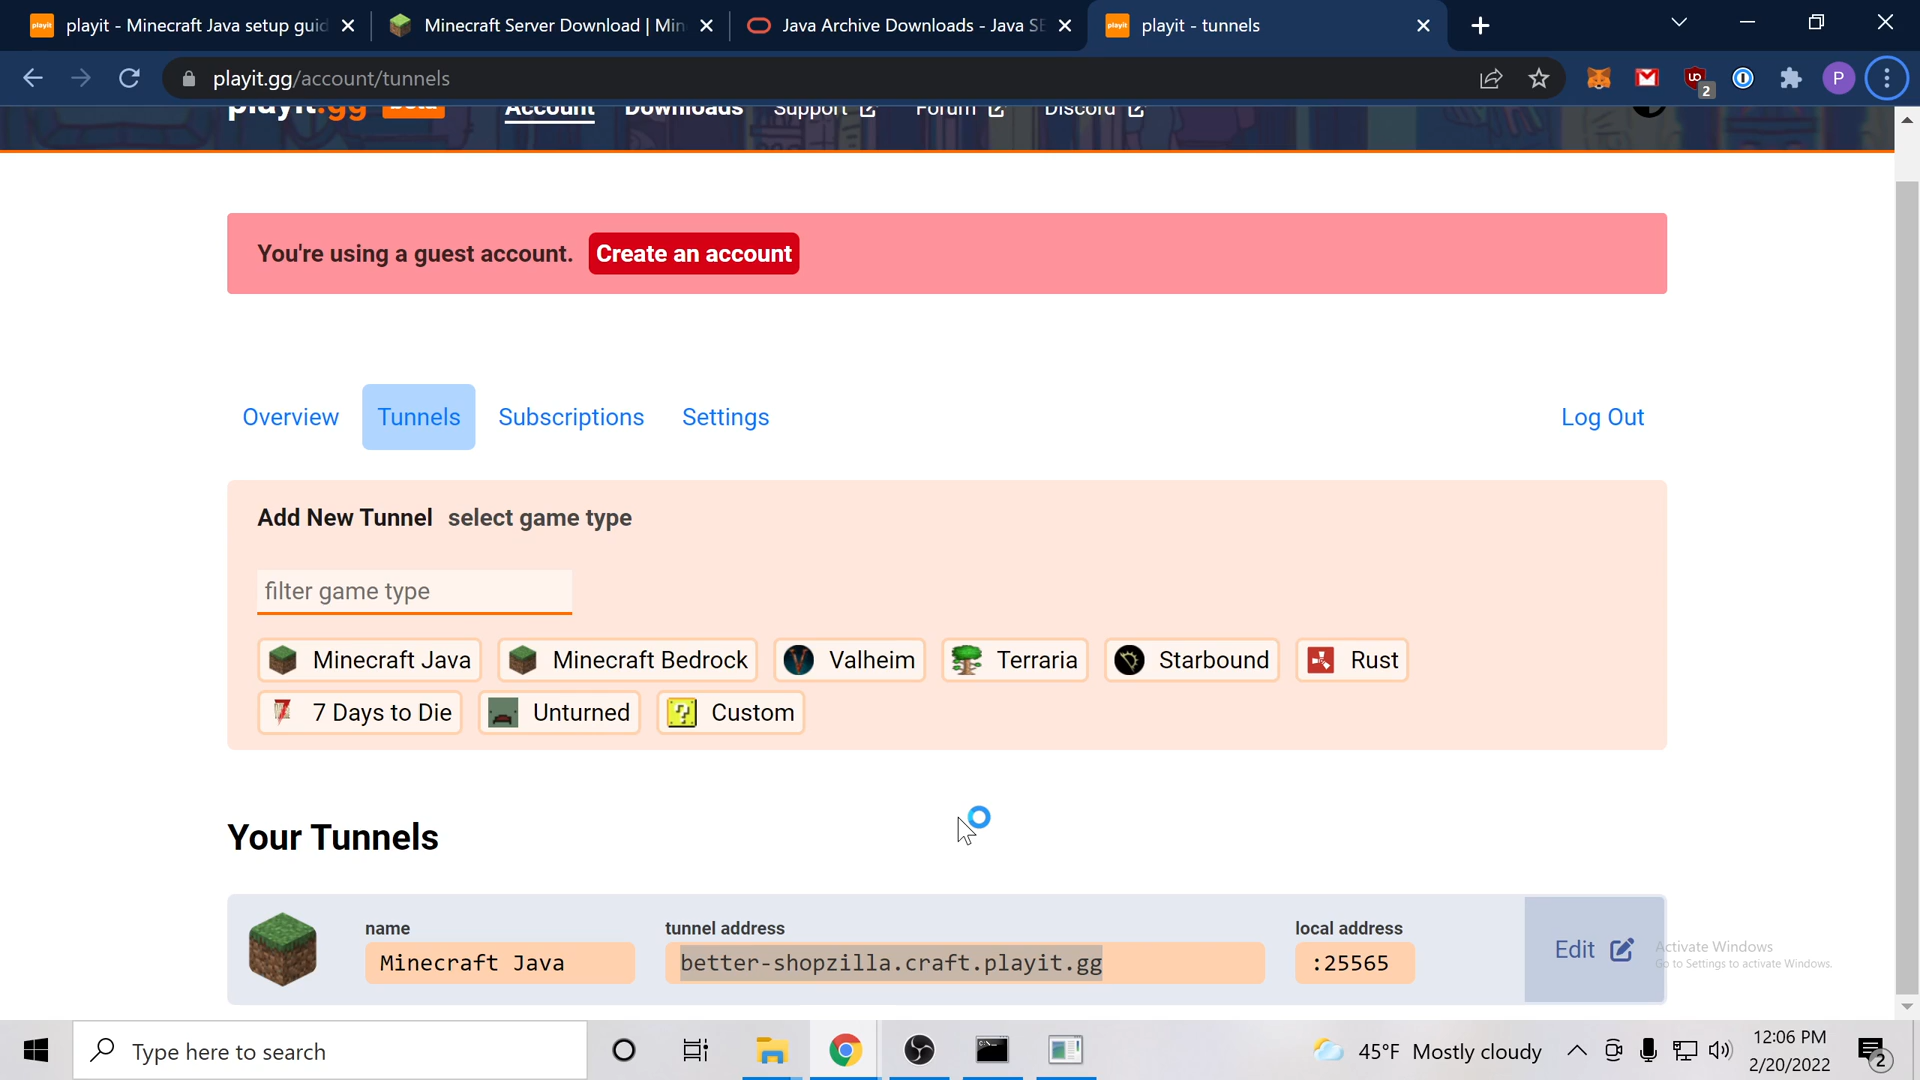 playit - Minecraft Java setup guid
Minecraft Server Download | Min
Java Archive Downloads - Java SE
playit - tunnels
playit.gg/account/tunnels
2
P
playit.gg beta Account Downloads Support Forum Discord
You're using a guest account. Create an account
Overview Tunnels Subscriptions Settings Log Out
Add New Tunnel select game type
filter game type
Minecraft Java Minecraft Bedrock Valheim Terraria Starbound Rust
7 Days to Die Unturned Custom
Your Tunnels
name tunnel address local address
Minecraft Java better-shopzilla.craft.playit.gg :25565
Edit
Activate Windows
Go to Settings to activate Windows.
Type here to search
45°F Mostly cloudy
12:06 PM
2/20/2022
2